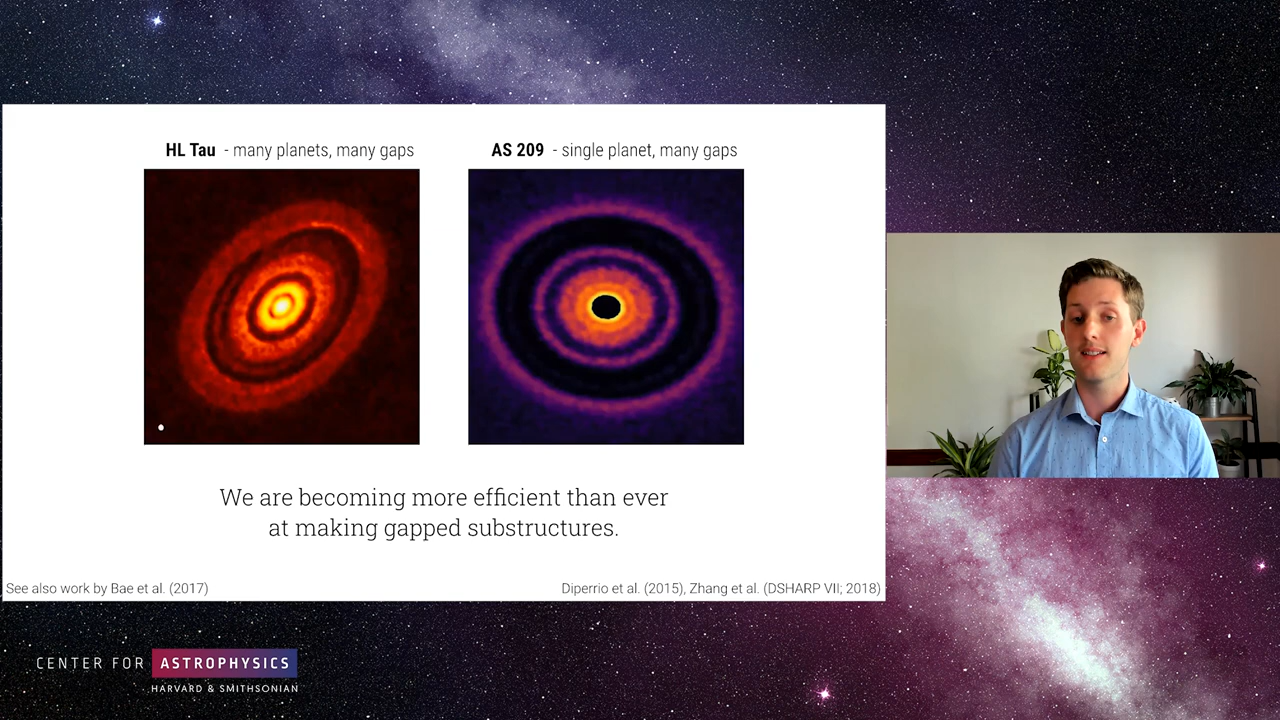 HL Tau - many planets, many gaps
AS 209 - single planet, many gaps
We are becoming more efficient than ever
at making gapped substructures.
See also work by Bae et al. (2017)
Diperrio et al. (2015), Zhang et al. (DSHARP VII; 2018)
CENTER FOR ASTROPHYSICS
HARVARD & SMITHSONIAN